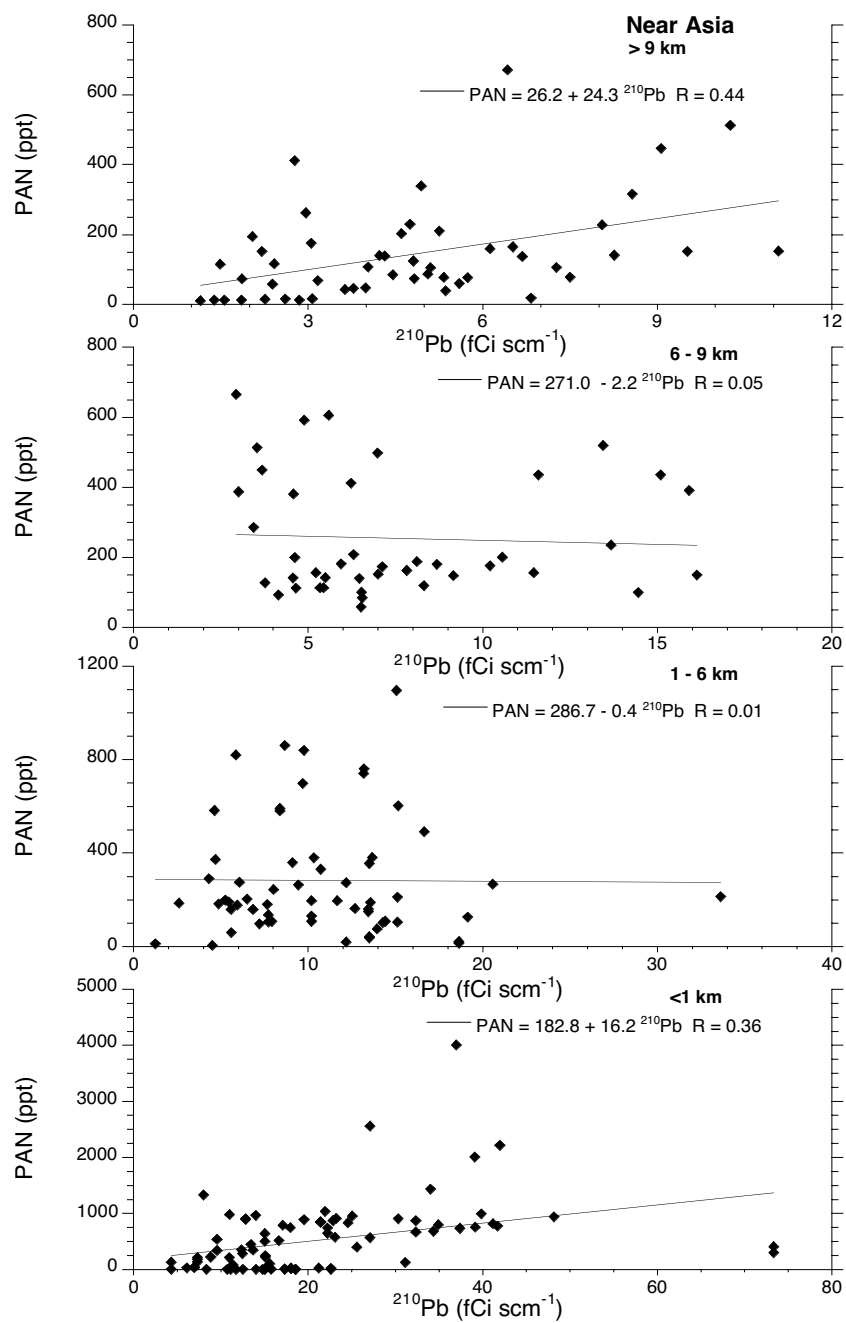 Near Asia
> 9 km
PAN = 26.2 + 24.3 ²¹⁰Pb R = 0.44
PAN (ppt)
800
600
400
200
0
0 3 6 9 12
²¹⁰Pb (fCi scm⁻¹)
6 - 9 km
PAN = 271.0 - 2.2 ²¹⁰Pb R = 0.05
PAN (ppt)
800
600
400
200
0
0 5 10 15 20
²¹⁰Pb (fCi scm⁻¹)
1 - 6 km
PAN = 286.7 - 0.4 ²¹⁰Pb R = 0.01
PAN (ppt)
1200
800
400
0
0 10 20 30 40
²¹⁰Pb (fCi scm⁻¹)
<1 km
PAN = 182.8 + 16.2 ²¹⁰Pb R = 0.36
PAN (ppt)
5000
4000
3000
2000
1000
0
0 20 40 60 80
²¹⁰Pb (fCi scm⁻¹)